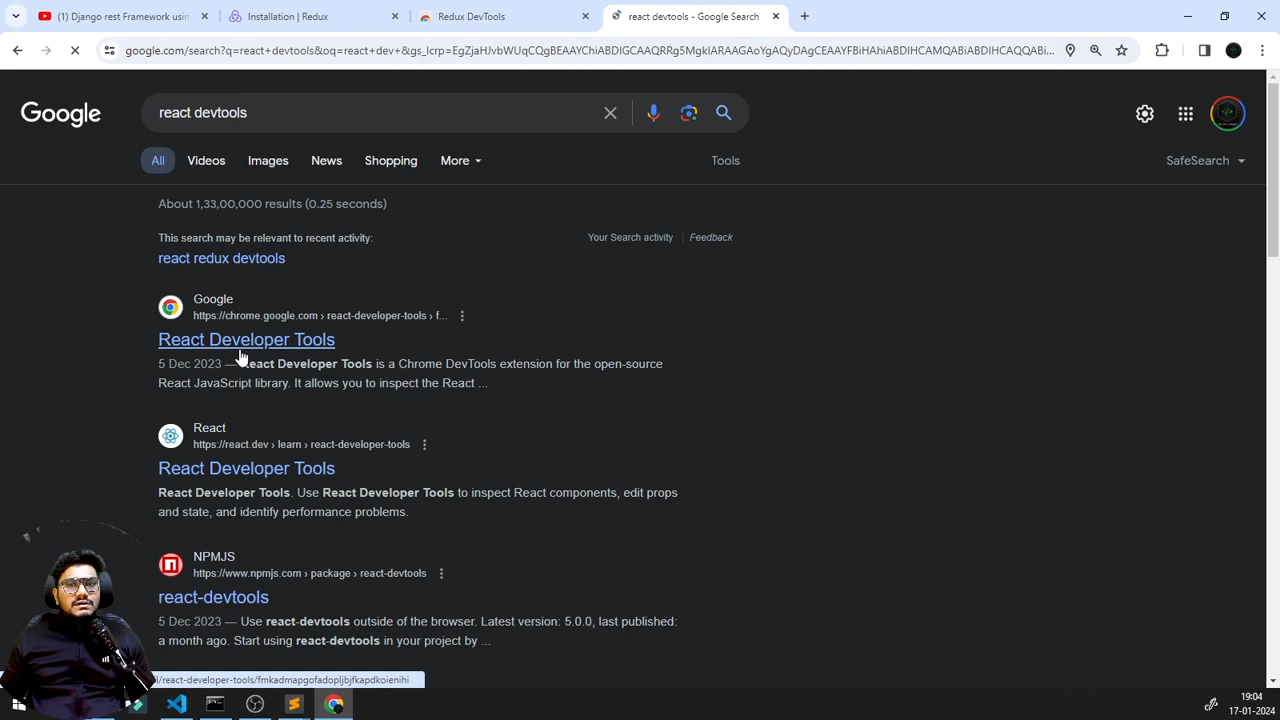 (1) Django rest Framework usin
Installation | Redux
Redux DevTools
react devtools - Google Search
google.com/search?q=react+devtools&oq=react+dev+&gs_lcrp=EgZjaHJvbWUqCQgBEAAYChiABDIGCAAQRRg5MgkIARAAGAoYgAQyDAgCEAAYFBiHAhiABDIHCAMQABiABDIHCAQQABi...
Google
react devtools
All
Videos
Images
News
Shopping
More
Tools
SafeSearch
About 1,33,00,000 results (0.25 seconds)
This search may be relevant to recent activity:
Your Search activity
Feedback
react redux devtools
Google
https://chrome.google.com › react-developer-tools › f...
React Developer Tools
5 Dec 2023 — React Developer Tools is a Chrome DevTools extension for the open-source
React JavaScript library. It allows you to inspect the React ...
React
https://react.dev › learn › react-developer-tools
React Developer Tools
React Developer Tools. Use React Developer Tools to inspect React components, edit props
and state, and identify performance problems.
NPMJS
https://www.npmjs.com › package › react-devtools
react-devtools
5 Dec 2023 — Use react-devtools outside of the browser. Latest version: 5.0.0, last published:
a month ago. Start using react-devtools in your project by ...
l/react-developer-tools/fmkadmapgofadopljbjfkapdkoienihi
19:04
17-01-2024